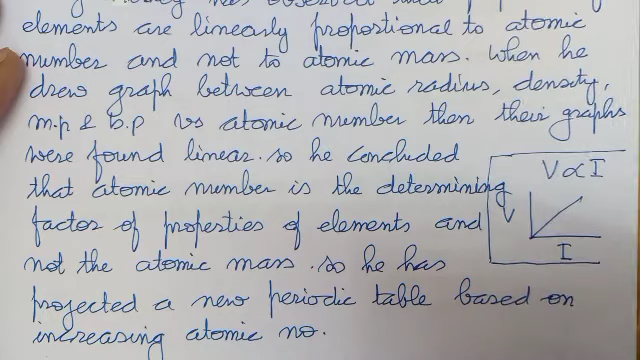 elements are linearly propostional to atomic
number and not to atomic mass. When he
drew graph between atomic radius, density,
m.p & b.p vs atomic number then their graphs
were found linear. so he concluded
that atomic number is the determining
factor of properties of elements and
not the atomic mass. so he has
projected a new periodic table based on
increasing atomic no.
V∝I
V
I